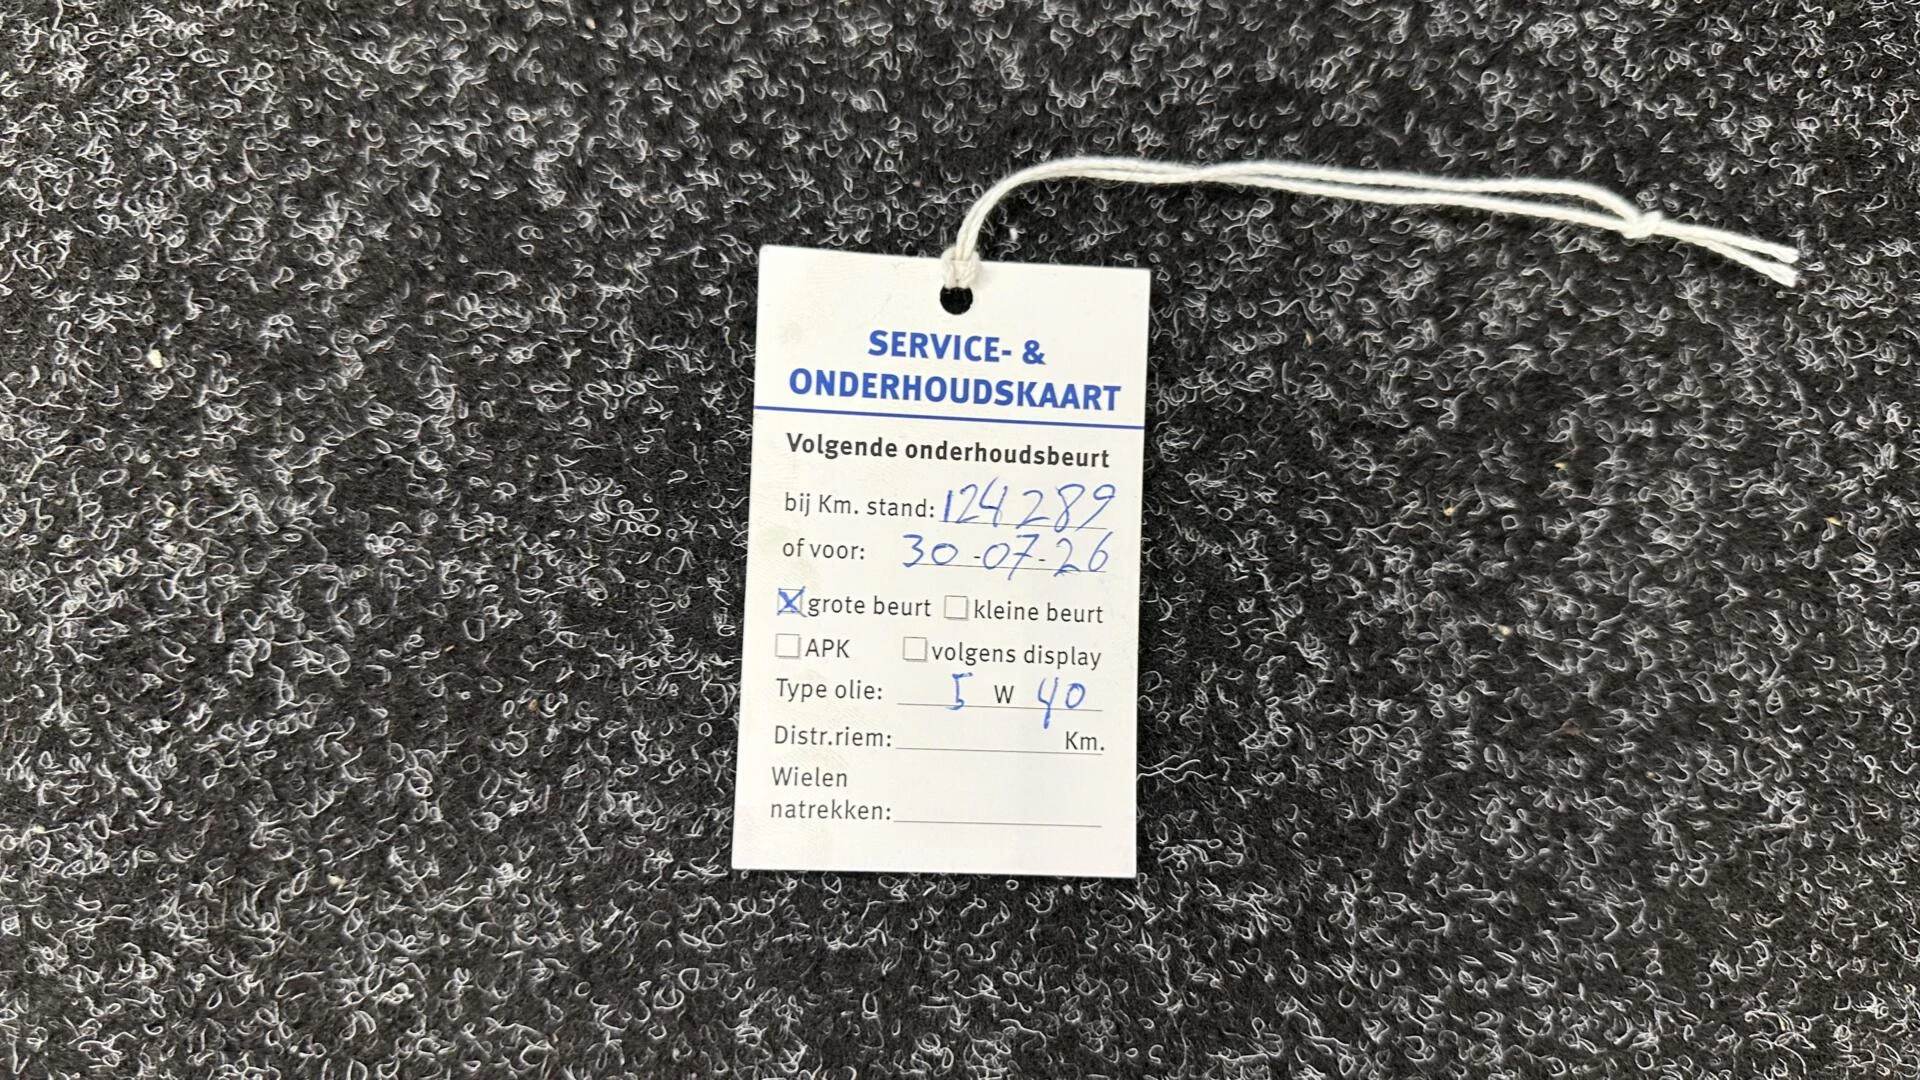 SERVICE- &
ONDERHOUDSKAART
Volgende onderhoudsbeurt
bij Km. stand: 124289
of voor: 30-07-26
grote beurt kleine beurt
APK volgens display
Type olie: 5 W 40
Distr.riem: Km.
Wielen
natrekken: